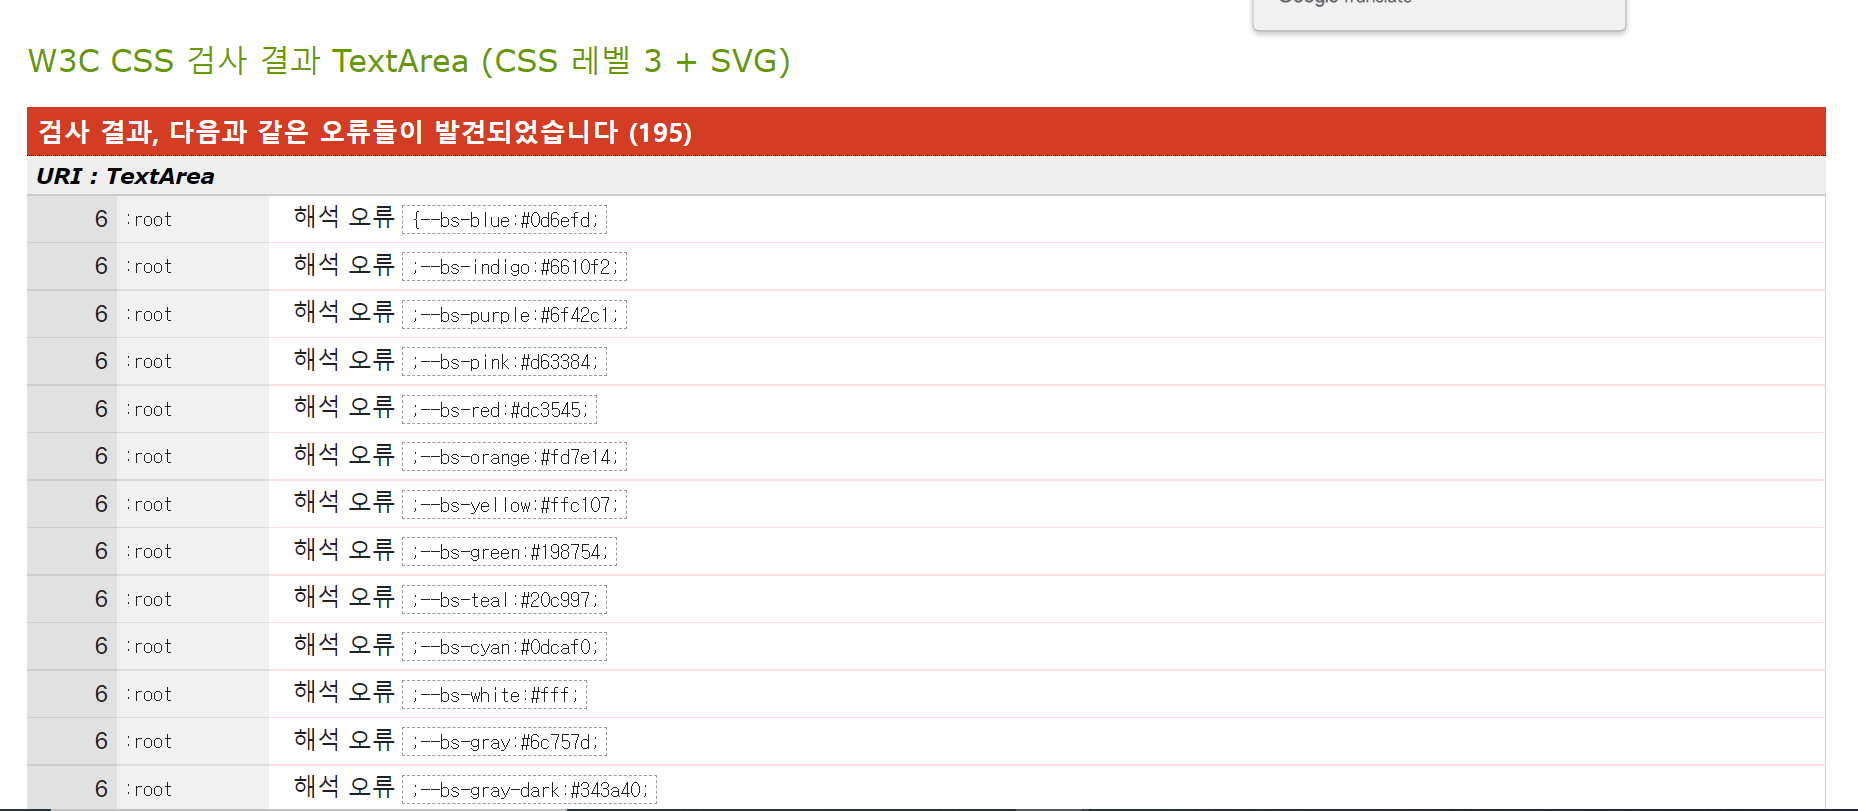 W3C CSS 검사 결과 TextArea (CSS 레벨 3 + SVG)
검사 결과, 다음과 같은 오류들이 발견되었습니다 (195)
URI : TextArea
6 :root 해석 오류 {--bs-blue:#0d6efd;
6 :root 해석 오류 ;--bs-indigo:#6610f2;
6 :root 해석 오류 ;--bs-purple:#6f42c1;
6 :root 해석 오류 ;--bs-pink:#d63384;
6 :root 해석 오류 ;--bs-red:#dc3545;
6 :root 해석 오류 ;--bs-orange:#fd7e14;
6 :root 해석 오류 ;--bs-yellow:#ffc107;
6 :root 해석 오류 ;--bs-green:#198754;
6 :root 해석 오류 ;--bs-teal:#20c997;
6 :root 해석 오류 ;--bs-cyan:#0dcaf0;
6 :root 해석 오류 ;--bs-white:#fff;
6 :root 해석 오류 ;--bs-gray:#6c757d;
6 :root 해석 오류 ;--bs-gray-dark:#343a40;